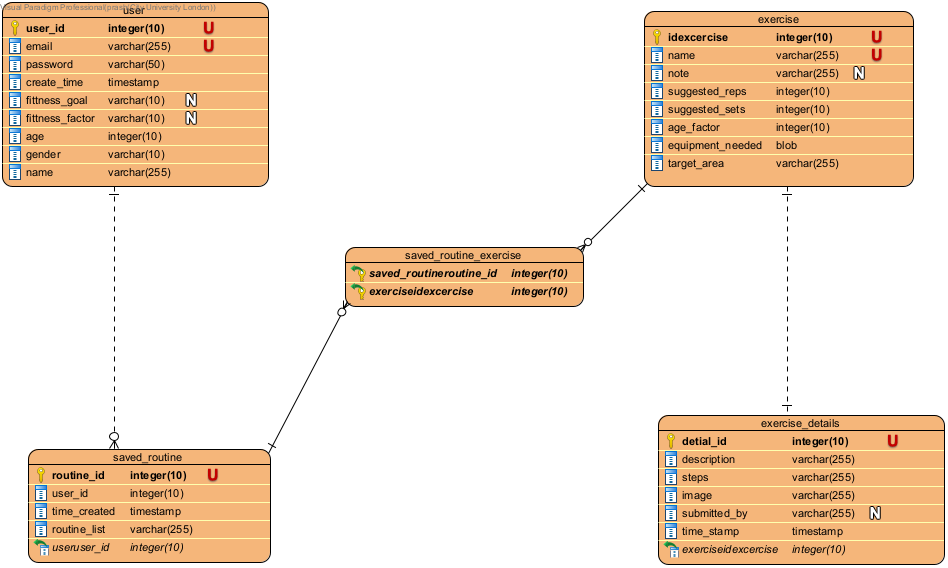 Visual Paradigm Professional(prash(City University London))
user
user_id integer(10) U
email varchar(255) U
password varchar(50)
create_time timestamp
fittness_goal varchar(10) N
fittness_factor varchar(10) N
age integer(10)
gender varchar(10)
name varchar(255)
exercise
idexcercise integer(10) U
name varchar(255) U
note varchar(255) N
suggested_reps integer(10)
suggested_sets integer(10)
age_factor integer(10)
equipment_needed blob
target_area varchar(255)
saved_routine_exercise
saved_routineroutine_id integer(10)
exerciseidexcercise integer(10)
saved_routine
routine_id integer(10) U
user_id integer(10)
time_created timestamp
routine_list varchar(255)
useruser_id integer(10)
exercise_details
detial_id integer(10) U
description varchar(255)
steps varchar(255)
image varchar(255)
submitted_by varchar(255) N
time_stamp timestamp
exerciseidexcercise integer(10)